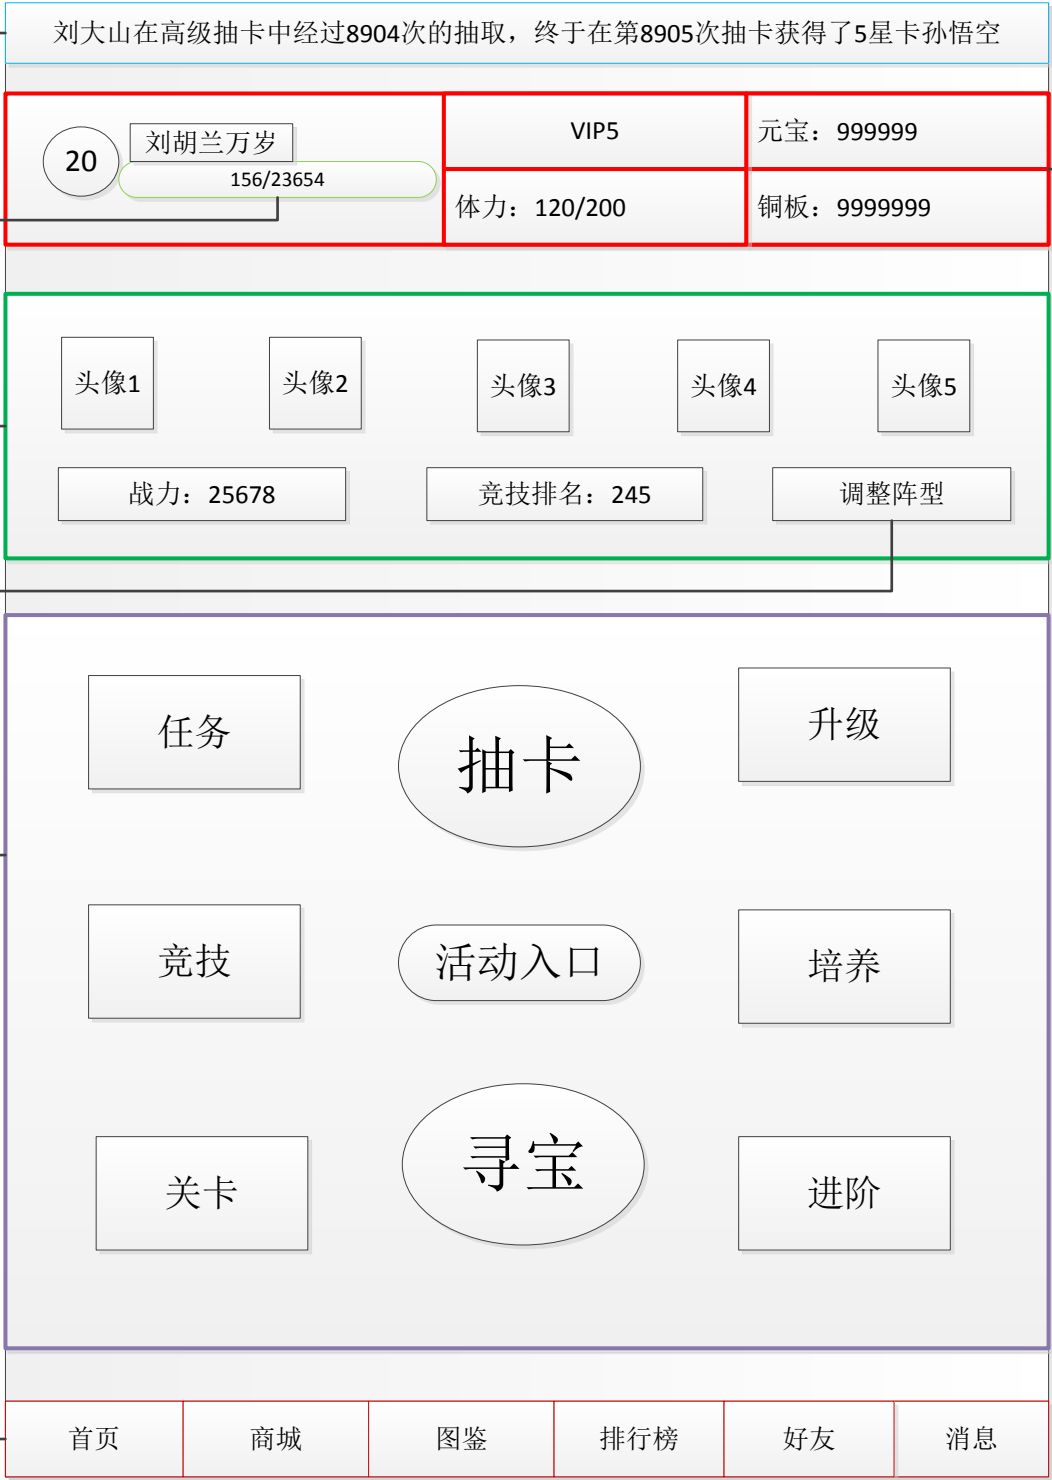 刘大山在高级抽卡中经过8904次的抽取，终于在第8905次抽卡获得了5星卡孙悟空
20
刘胡兰万岁
156/23654
VIP5
元宝：999999
体力：120/200
铜板：9999999
头像1
头像2
头像3
头像4
头像5
战力：25678
竞技排名：245
调整阵型
任务
抽卡
升级
竞技
活动入口
培养
关卡
寻宝
进阶
首页
商城
图鉴
排行榜
好友
消息